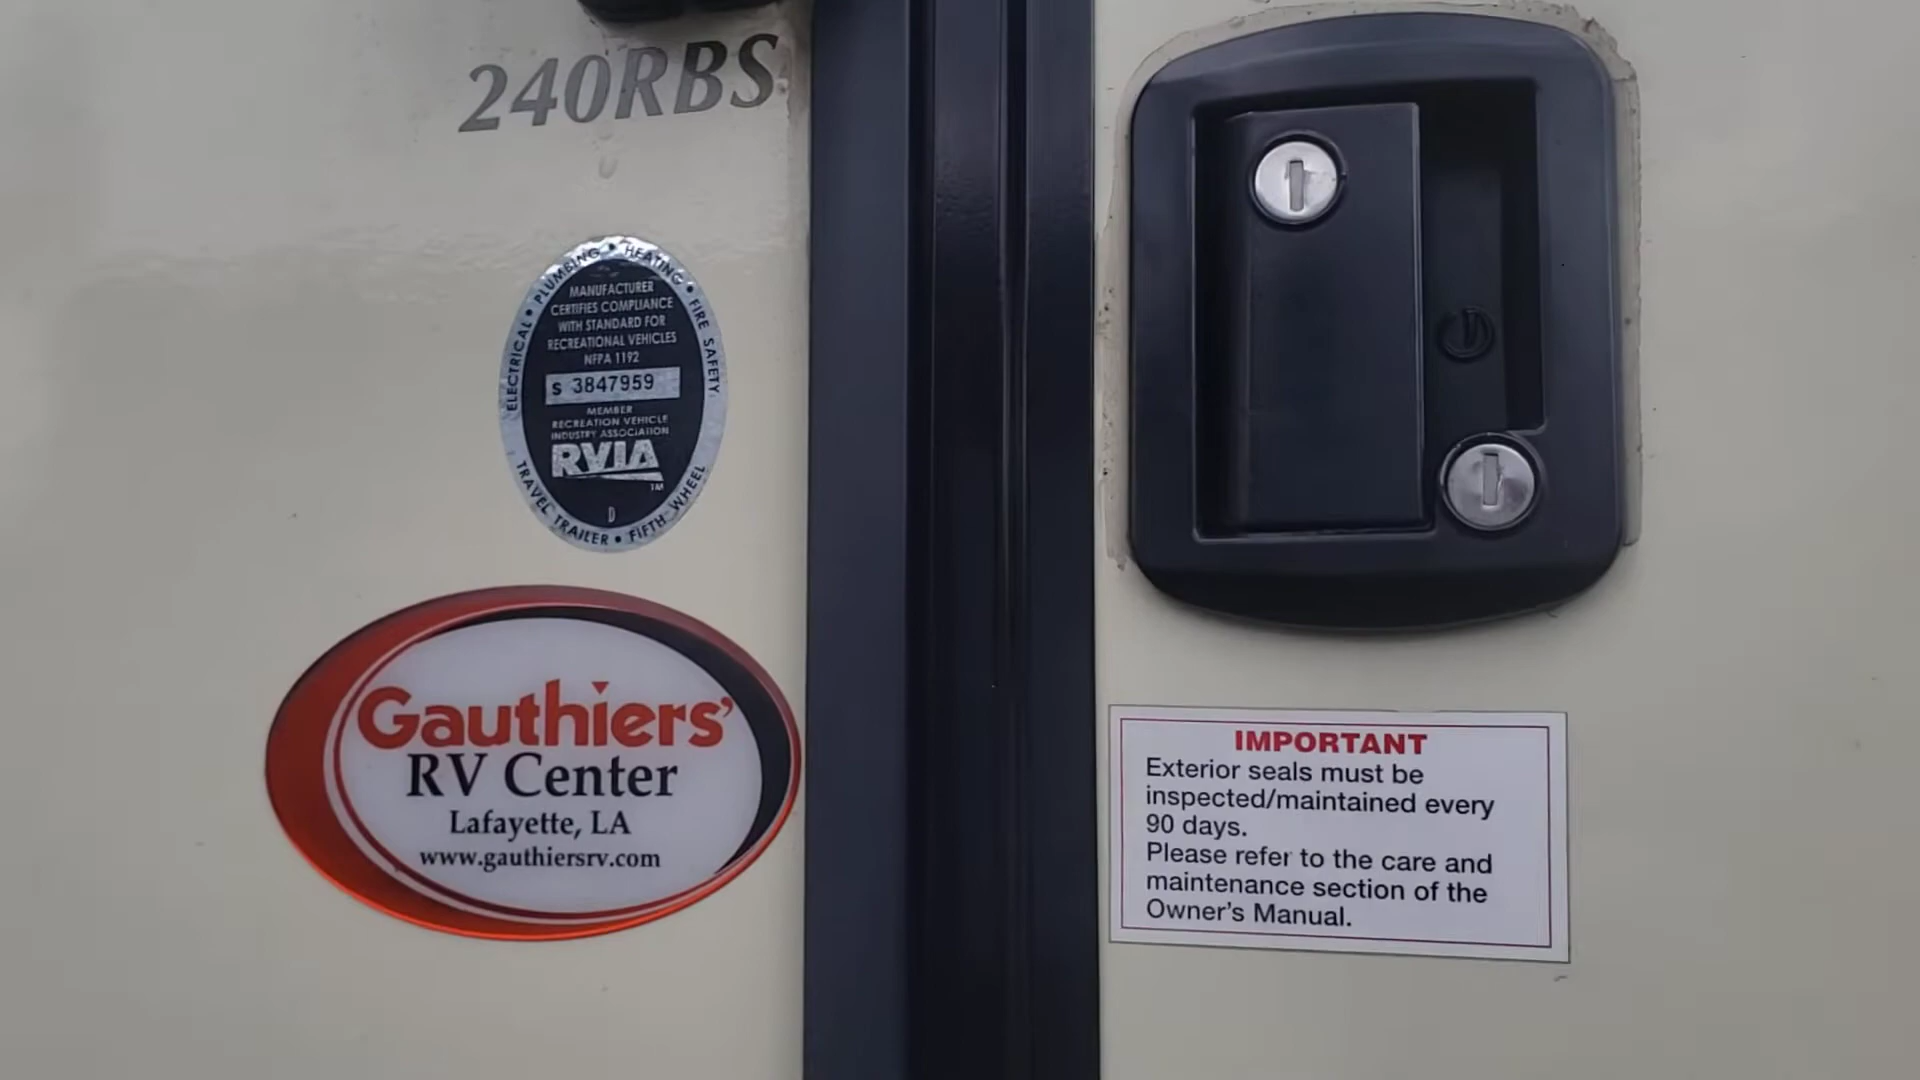 240RBS
ELECTRICAL • PLUMBING • HEATING • FIRE SAFETY
MANUFACTURER
CERTIFIES COMPLIANCE
WITH STANDARD FOR
RECREATIONAL VEHICLES
NFPA 1192
S 3847959
MEMBER
RECREATION VEHICLE
INDUSTRY ASSOCIATION
RVIA
TM
D
TRAVEL TRAILER • FIFTH-WHEEL
Gauthiers'
RV Center
Lafayette, LA
www.gauthiersrv.com
IMPORTANT
Exterior seals must be
inspected/maintained every
90 days.
Please refer to the care and
maintenance section of the
Owner's Manual.